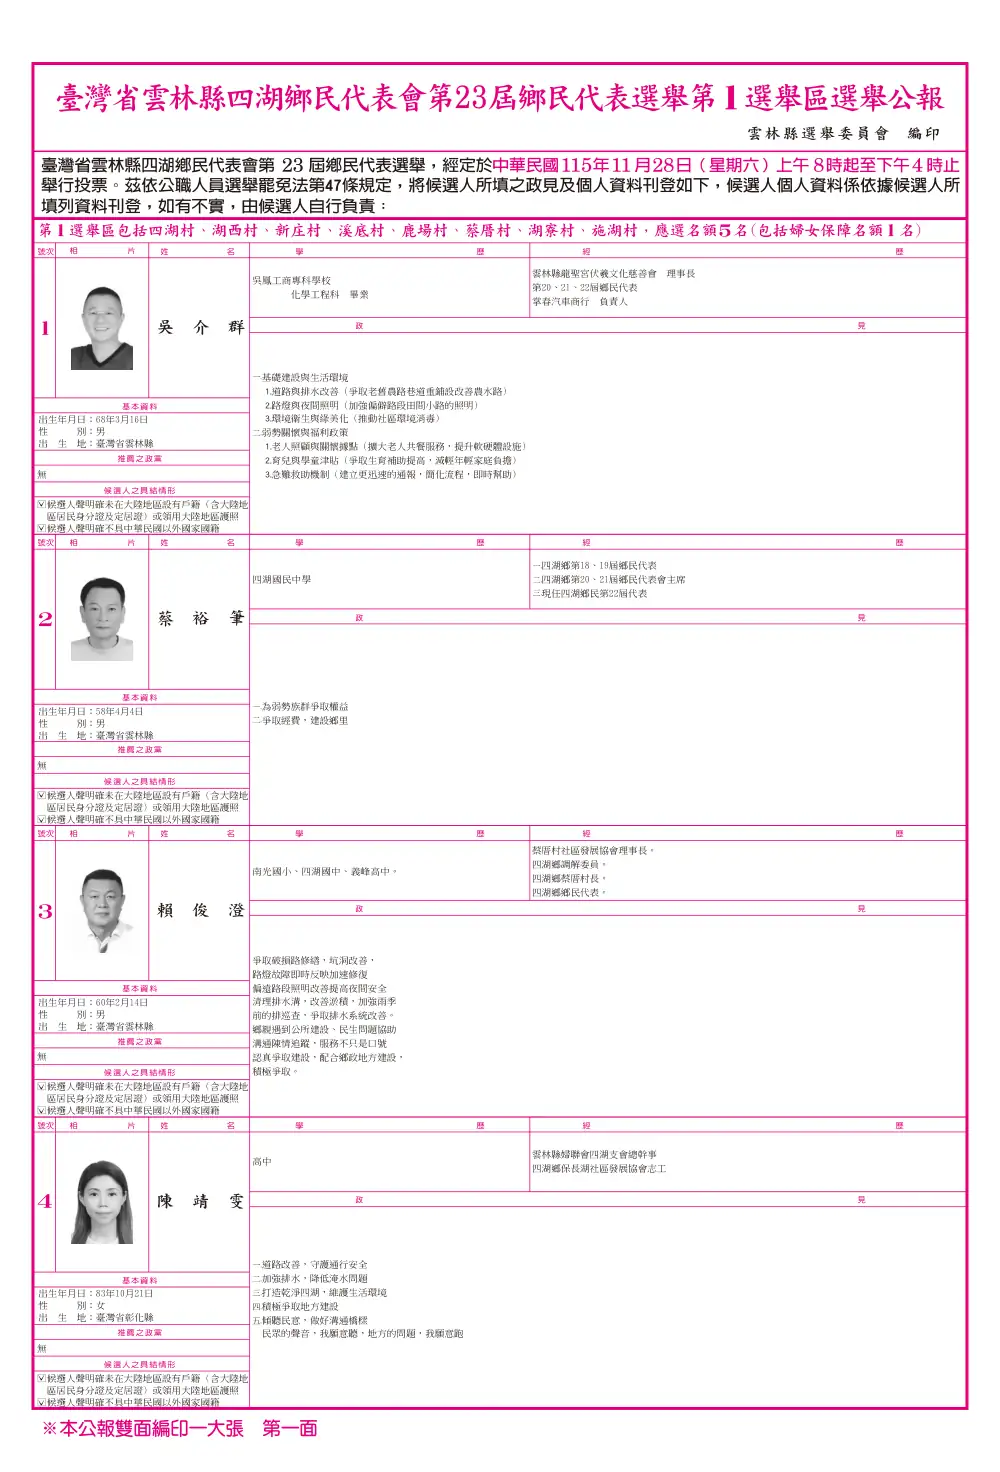 臺灣省雲林縣四湖鄉民代表會第23屆鄉民代表選舉第1選舉區選舉公報
雲林縣選舉委員會　編印
臺灣省雲林縣四湖鄉民代表會第 23 屆鄉民代表選舉，經定於中華民國115年11月28日（星期六）上午8時起至下午4時止
舉行投票。茲依公職人員選舉罷免法第47條規定，將候選人所填之政見及個人資料刊登如下，候選人個人資料係依據候選人所
填列資料刊登，如有不實，由候選人自行負責：
第1選舉區包括四湖村、湖西村、新庄村、溪底村、鹿場村、蔡厝村、湖寮村、施湖村，應選名額5名(包括婦女保障名額1名)
號次 相 片 姓 名 學 歷 經 歷
1
吳 介 群
吳鳳工商專科學校
化學工程科　畢業
雲林縣龍聖宮伏羲文化慈善會　理事長
第20、21、22屆鄉民代表
掌春汽車商行　負責人
政 見
一基礎建設與生活環境
1.道路與排水改善（爭取老舊農路巷道重鋪設改善農水路）
2.路燈與夜間照明（加強偏僻路段田間小路的照明）
3.環境衛生與綠美化（推動社區環境消毒）
二弱勢關懷與福利政策
1.老人照顧與關懷據點（擴大老人共餐服務，提升軟硬體設施）
2.育兒與學童津貼（爭取生育補助提高，減輕年輕家庭負擔）
3.急難救助機制（建立更迅速的通報，簡化流程，即時幫助）
基本資料
出生年月日：68年3月16日
性　　　別：男
出　生　地：臺灣省雲林縣
推薦之政黨
無
候選人之具結情形
☑候選人聲明確未在大陸地區設有戶籍（含大陸地
區居民身分證及定居證）或領用大陸地區護照
☑候選人聲明確不具中華民國以外國家國籍
號次 相 片 姓 名 學 歷 經 歷
2
蔡 裕 筆
四湖國民中學
一四湖鄉第18、19屆鄉民代表
二四湖鄉第20、21屆鄉民代表會主席
三現任四湖鄉民第22屆代表
政 見
一為弱勢族群爭取權益
二爭取經費，建設鄉里
基本資料
出生年月日：58年4月4日
性　　　別：男
出　生　地：臺灣省雲林縣
推薦之政黨
無
候選人之具結情形
☑候選人聲明確未在大陸地區設有戶籍（含大陸地
區居民身分證及定居證）或領用大陸地區護照
☑候選人聲明確不具中華民國以外國家國籍
號次 相 片 姓 名 學 歷 經 歷
3
賴 俊 澄
南光國小、四湖國中、義峰高中。
蔡厝村社區發展協會理事長。
四湖鄉調解委員。
四湖鄉蔡厝村長。
四湖鄉鄉民代表。
政 見
爭取破損路修繕，坑洞改善，
路燈故障即時反映加速修復
偏遠路段照明改善提高夜間安全
清理排水溝，改善淤積，加強雨季
前的排巡查，爭取排水系統改善。
鄉親遇到公所建設、民生問題協助
溝通陳情追蹤，服務不只是口號
認真爭取建設，配合鄉政地方建設，
積極爭取。
基本資料
出生年月日：60年2月14日
性　　　別：男
出　生　地：臺灣省雲林縣
推薦之政黨
無
候選人之具結情形
☑候選人聲明確未在大陸地區設有戶籍（含大陸地
區居民身分證及定居證）或領用大陸地區護照
☑候選人聲明確不具中華民國以外國家國籍
號次 相 片 姓 名 學 歷 經 歷
4
陳 靖 雯
高中
雲林縣婦聯會四湖支會總幹事
四湖鄉保長湖社區發展協會志工
政 見
一道路改善，守護通行安全
二加強排水，降低淹水問題
三打造乾淨四湖，維護生活環境
四積極爭取地方建設
五傾聽民意，做好溝通橋樑
民眾的聲音，我願意聽，地方的問題，我願意跑
基本資料
出生年月日：83年10月21日
性　　　別：女
出　生　地：臺灣省彰化縣
推薦之政黨
無
候選人之具結情形
☑候選人聲明確未在大陸地區設有戶籍（含大陸地
區居民身分證及定居證）或領用大陸地區護照
☑候選人聲明確不具中華民國以外國家國籍
※本公報雙面編印一大張　第一面